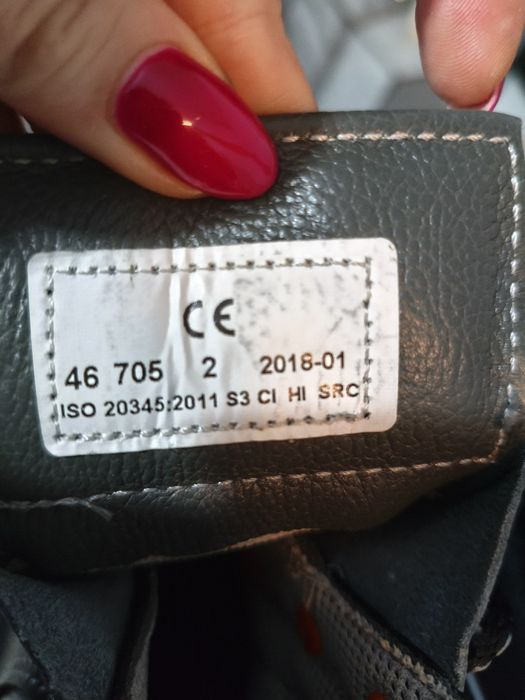 CE
46 705 2 2018-01
ISO 20345:2011 S3 CI HI SRC